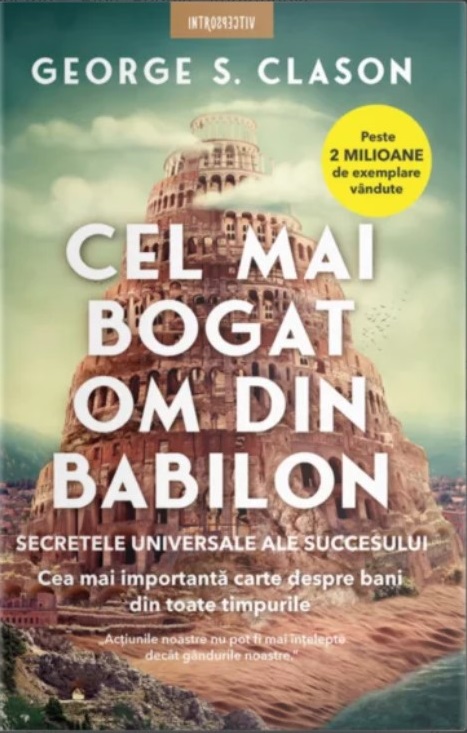 INTROSPECTIV
GEORGE S. CLASON
Peste
2 MILIOANE
de exemplare
vândute
CEL MAI
BOGAT
OM DIN
BABILON
SECRETELE UNIVERSALE ALE SUCCESULUI
Cea mai importantă carte despre bani
din toate timpurile
„Acțiunile noastre nu pot fi mai înțelepte
decât gândurile noastre.”